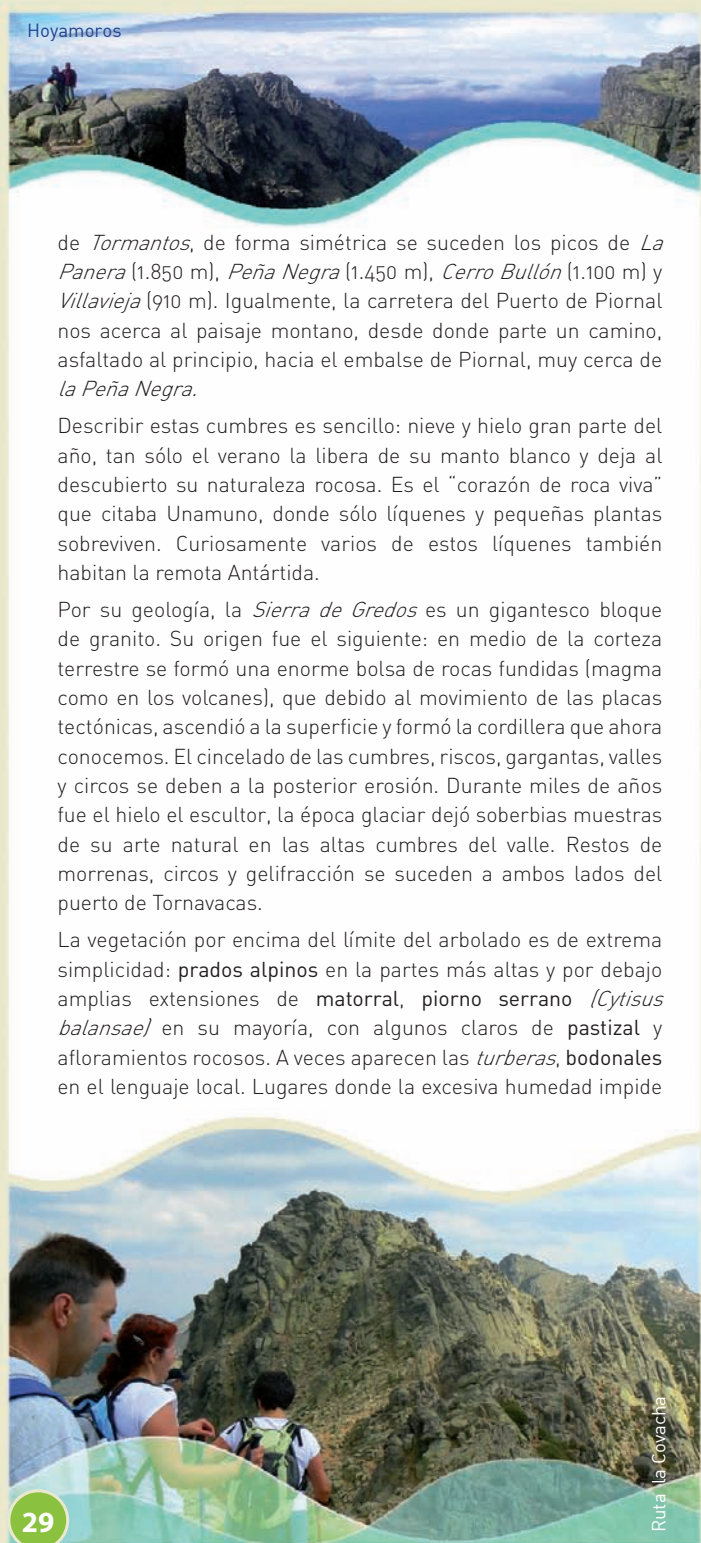 Hoyamoros
de Tormantos, de forma simétrica se suceden los picos de La
Panera (1.850 m), Peña Negra (1.450 m), Cerro Bullón (1.100 m) y
Villavieja (910 m). Igualmente, la carretera del Puerto de Piornal
nos acerca al paisaje montano, desde donde parte un camino,
asfaltado al principio, hacia el embalse de Piornal, muy cerca de
la Peña Negra.
Describir estas cumbres es sencillo: nieve y hielo gran parte del
año, tan sólo el verano la libera de su manto blanco y deja al
descubierto su naturaleza rocosa. Es el “corazón de roca viva”
que citaba Unamuno, donde sólo líquenes y pequeñas plantas
sobreviven. Curiosamente varios de estos líquenes también
habitan la remota Antártida.
Por su geología, la Sierra de Gredos es un gigantesco bloque
de granito. Su origen fue el siguiente: en medio de la corteza
terrestre se formó una enorme bolsa de rocas fundidas (magma
como en los volcanes), que debido al movimiento de las placas
tectónicas, ascendió a la superficie y formó la cordillera que ahora
conocemos. El cincelado de las cumbres, riscos, gargantas, valles
y circos se deben a la posterior erosión. Durante miles de años
fue el hielo el escultor, la época glaciar dejó soberbias muestras
de su arte natural en las altas cumbres del valle. Restos de
morrenas, circos y gelifracción se suceden a ambos lados del
puerto de Tornavacas.
La vegetación por encima del límite del arbolado es de extrema
simplicidad: prados alpinos en la partes más altas y por debajo
amplias extensiones de matorral, piorno serrano (Cytisus
balansae) en su mayoría, con algunos claros de pastizal y
afloramientos rocosos. A veces aparecen las turberas, bodonales
en el lenguaje local. Lugares donde la excesiva humedad impide
Ruta la Covacha
29